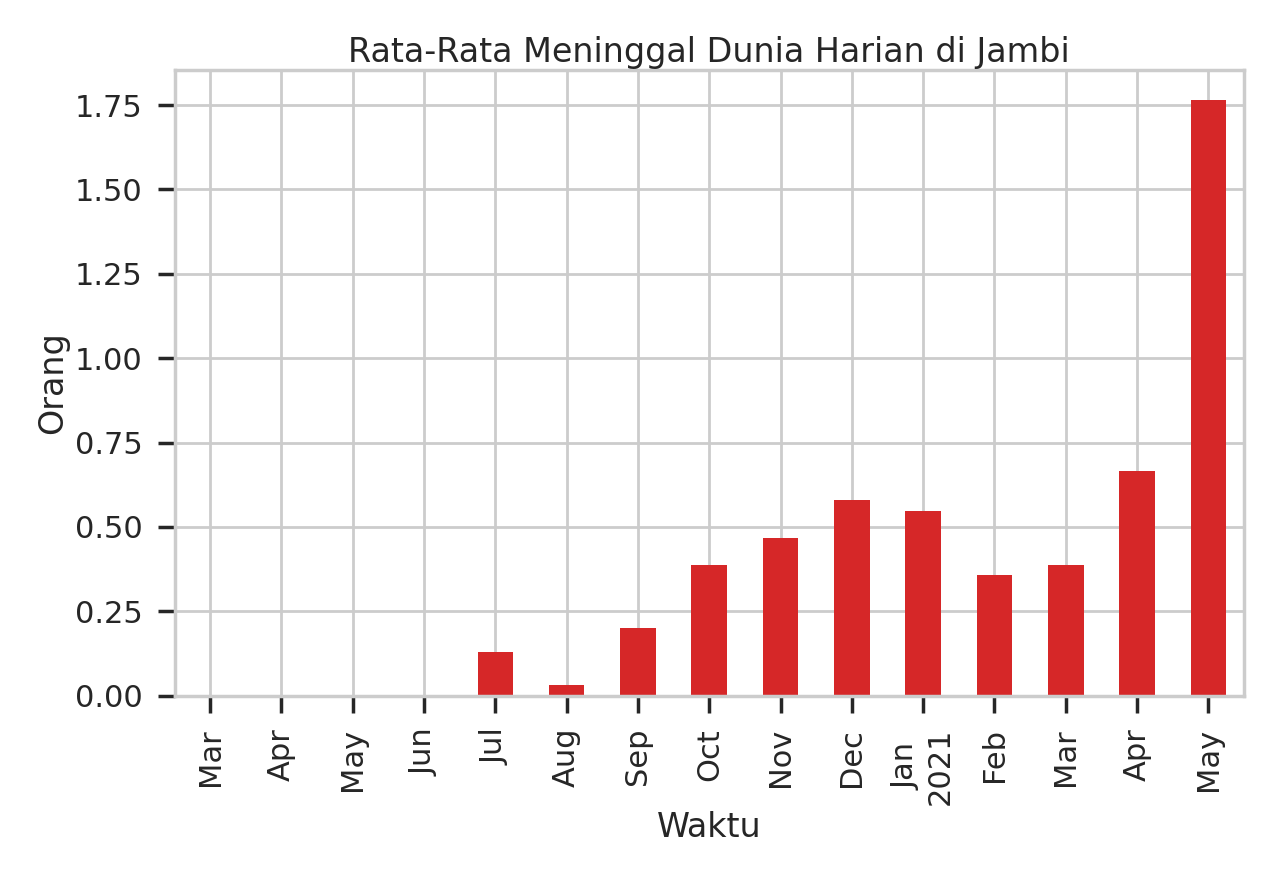 Rata-Rata Meninggal Dunia Harian di Jambi
1.75
1.50
1.25
1.00
0.75
0.50
0.25
0.00
Orang
Mar
Apr
May
Jun
Jul
Aug
Sep
Oct
Nov
Dec
Jan
2021
Feb
Mar
Apr
May
Waktu